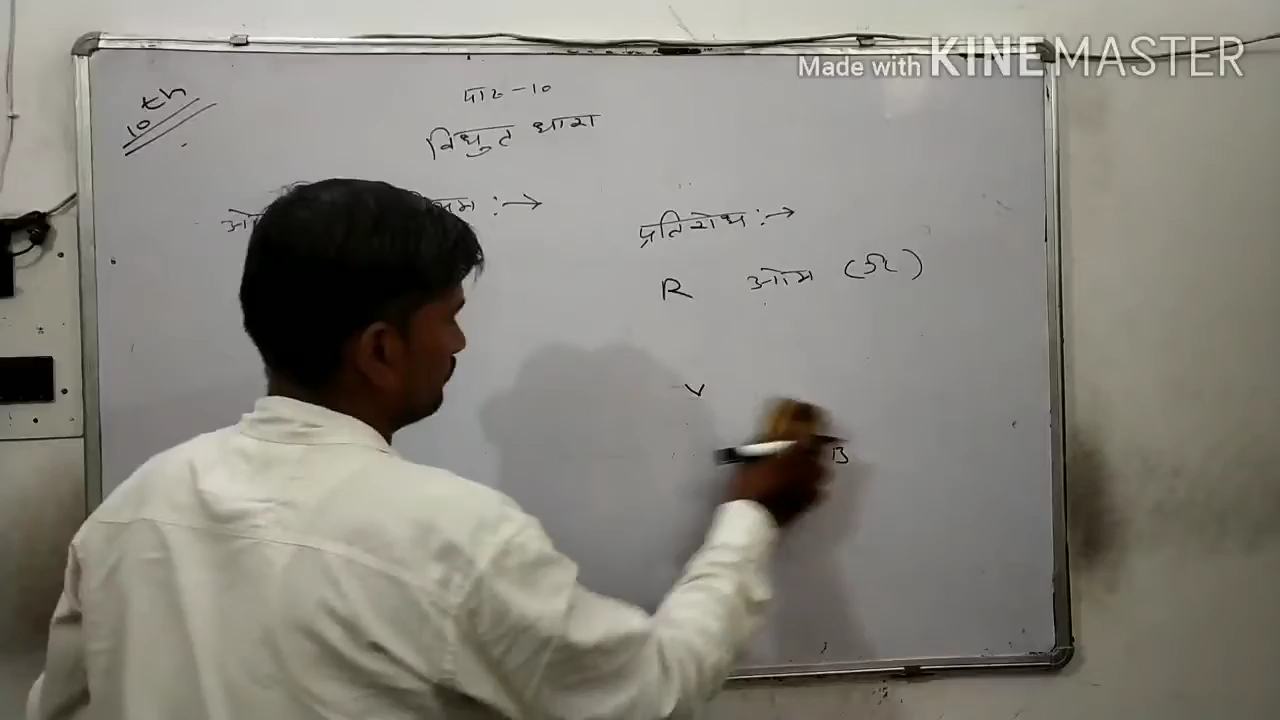 Made with KINEMASTER
10th
पाठ-10
विधुत धारा
:→
प्रतिरोध :→
R ओम (Ω)
V
B